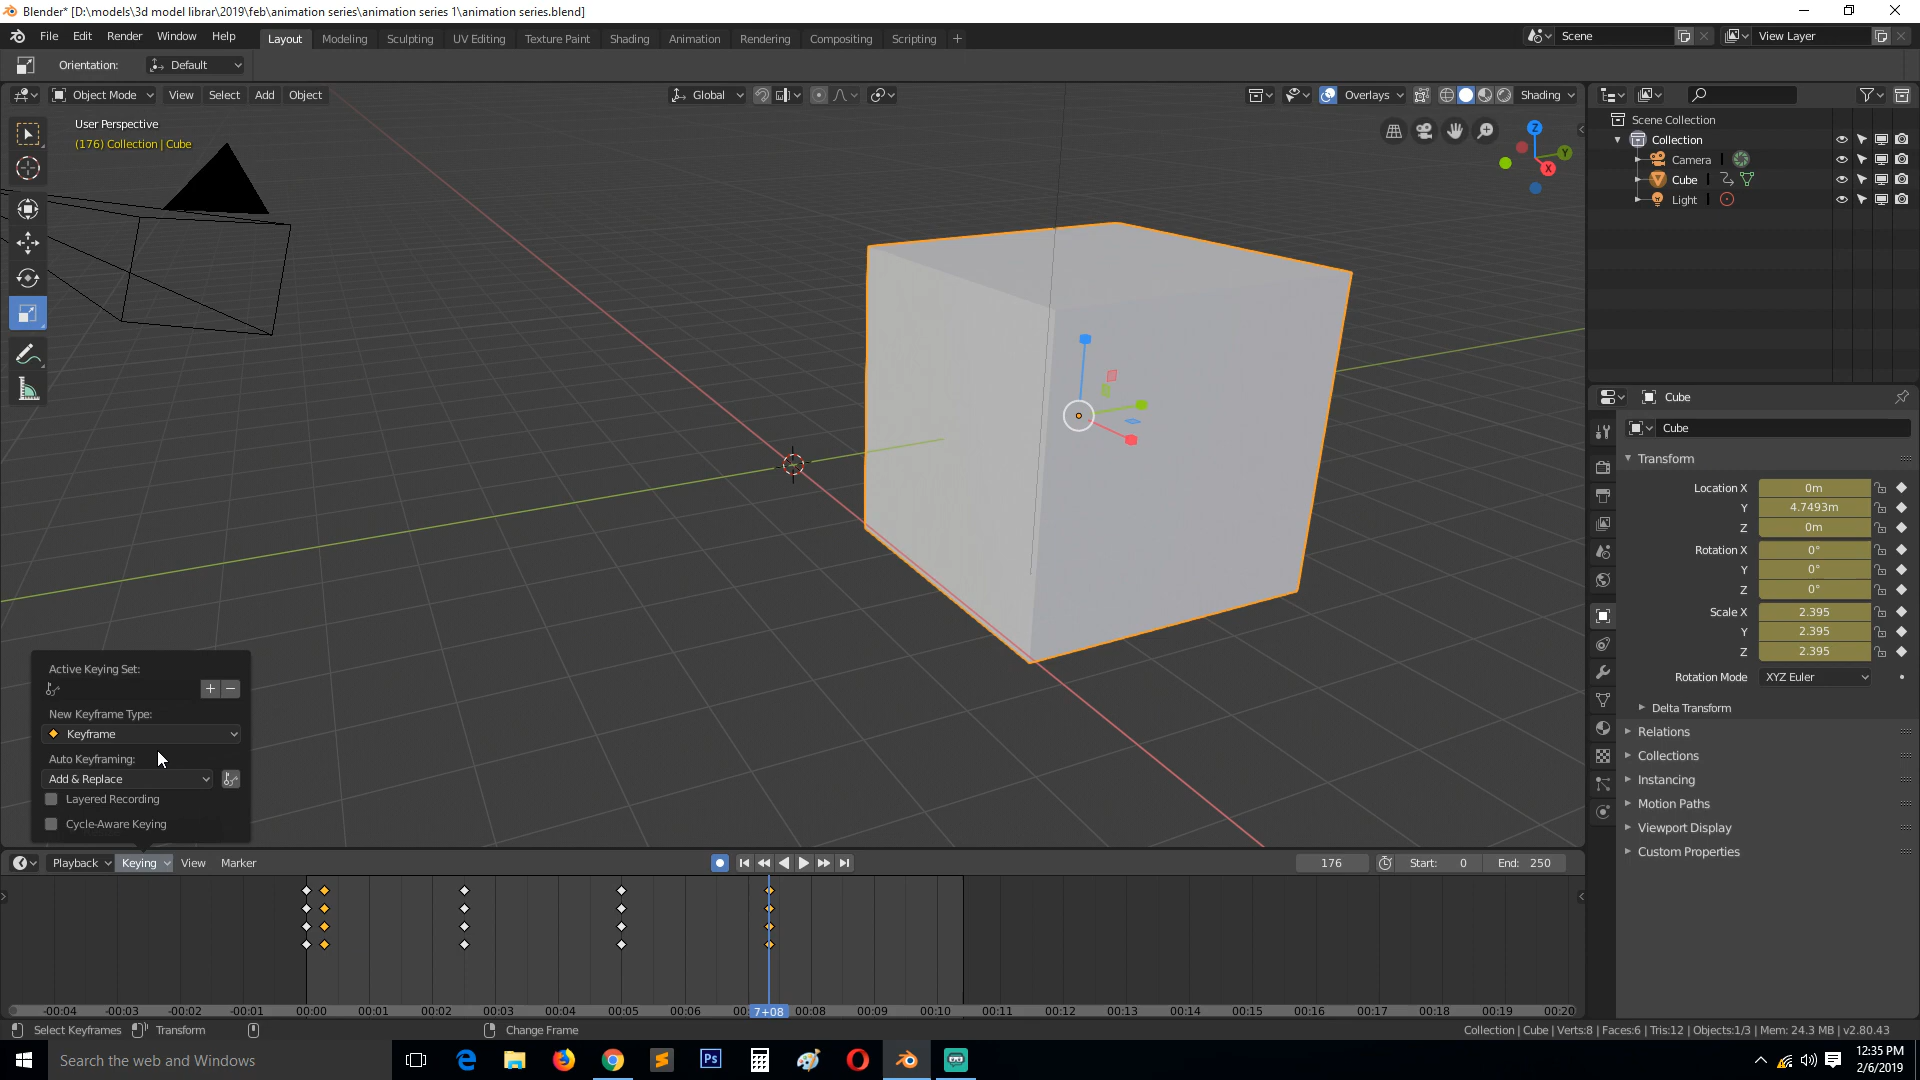 Blender* [D:\models\3d model librar\2019\feb\animation series\animation series 1\animation series.blend]
File Edit Render Window Help Layout Modeling Sculpting UV Editing Texture Paint Shading Animation Rendering Compositing Scripting + Scene View Layer
Orientation: Default
Object Mode View Select Add Object Global Overlays Shading
User Perspective
(176) Collection | Cube
Z
Y
X
Scene Collection
Collection
Camera
Cube
Light
Cube
Cube
Transform
Location X 0m
Y 4.7493m
Z 0m
Rotation X 0°
Y 0°
Z 0°
Scale X 2.395
Y 2.395
Z 2.395
Rotation Mode XYZ Euler
Delta Transform
Relations
Collections
Instancing
Motion Paths
Viewport Display
Custom Properties
Active Keying Set:
New Keyframe Type:
Keyframe
Auto Keyframing:
Add & Replace
Layered Recording
Cycle-Aware Keying
Playback Keying View Marker 176 Start: 0 End: 250
-00:04 -00:03 -00:02 -00:01 00:00 00:01 00:02 00:03 00:04 00:05 00:06 7+08 00:08 00:09 00:10 00:11 00:12 00:13 00:14 00:15 00:16 00:17 00:18 00:19 00:20
Select Keyframes Transform Change Frame Collection | Cube | Verts:8 | Faces:6 | Tris:12 | Objects:1/3 | Mem: 24.3 MB | v2.80.43
Search the web and Windows
Ps
12:35 PM
2/6/2019